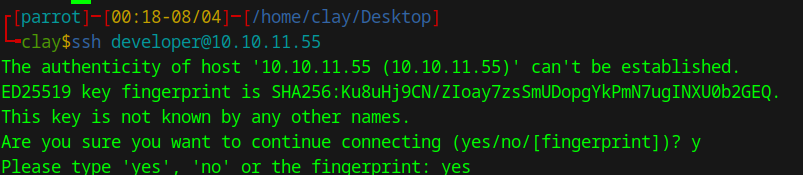 ┌[parrot]─[00:18-08/04]─[/home/clay/Desktop]
└╼clay$ssh developer@10.10.11.55
The authenticity of host '10.10.11.55 (10.10.11.55)' can't be established.
ED25519 key fingerprint is SHA256:Ku8uHj9CN/ZIoay7zsSmUDopgYkPmN7ugINXU0b2GEQ.
This key is not known by any other names.
Are you sure you want to continue connecting (yes/no/[fingerprint])? y
Please type 'yes', 'no' or the fingerprint: yes